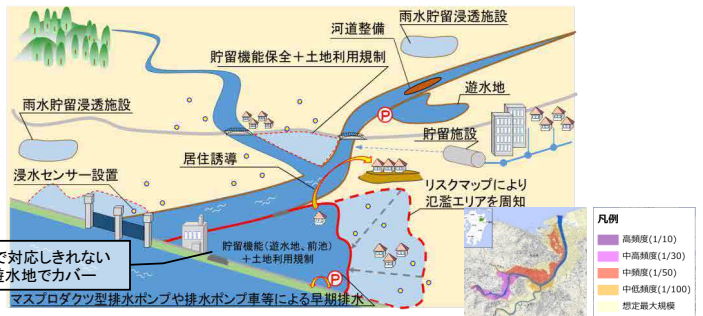 雨水貯留浸透施設
河道整備
貯留機能保全＋土地利用規制
遊水地
雨水貯留浸透施設
P
貯留施設
居住誘導
浸水センサー設置
リスクマップにより
氾濫エリアを周知
貯留機能(遊水地、前池)
＋土地利用規制
で対応しきれない
遊水地でカバー
P
マスプロダクツ型排水ポンプや排水ポンプ車等による早期排水
凡例
高頻度(1/10)
中高頻度(1/30)
中頻度(1/50)
中低頻度(1/100)
想定最大規模